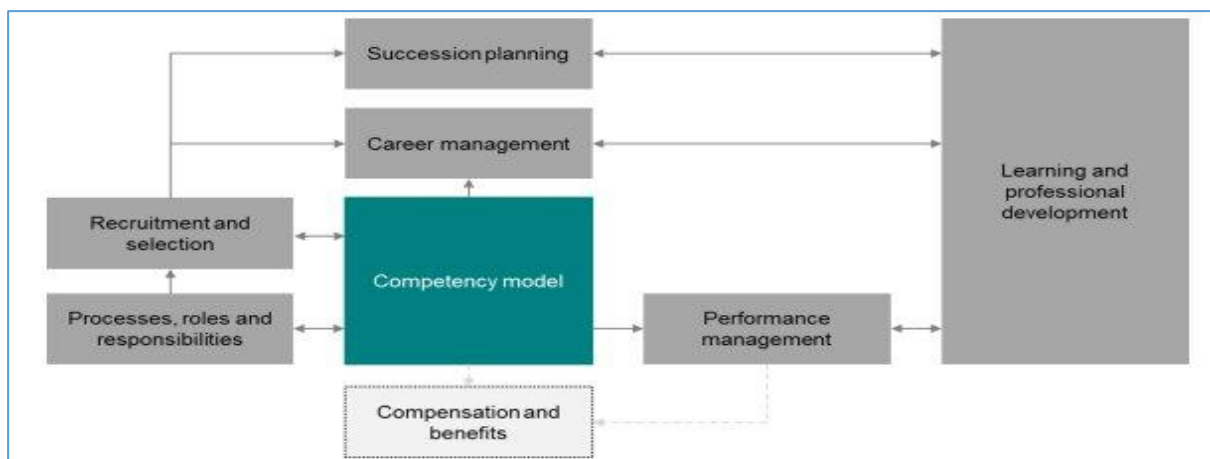 Succession planning
Career management
Learning and
professional
development
Recruitment and
selection
Competency model
Processes, roles and
responsibilities
Performance
management
Compensation and
benefits